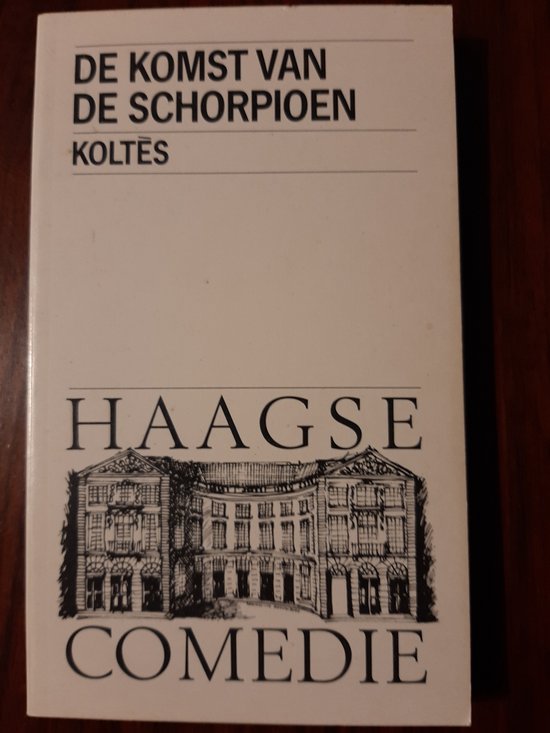 DE KOMST VAN
DE SCHORPIOEN
KOLTÈS
HAAGSE
COMEDIE